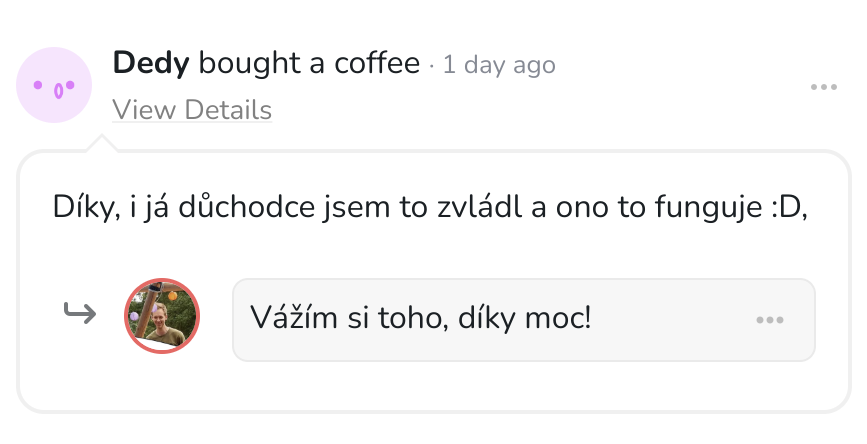 Dedy bought a coffee · 1 day ago
View Details
Díky, i já důchodce jsem to zvládl a ono to funguje :D,
Vážím si toho, díky moc!